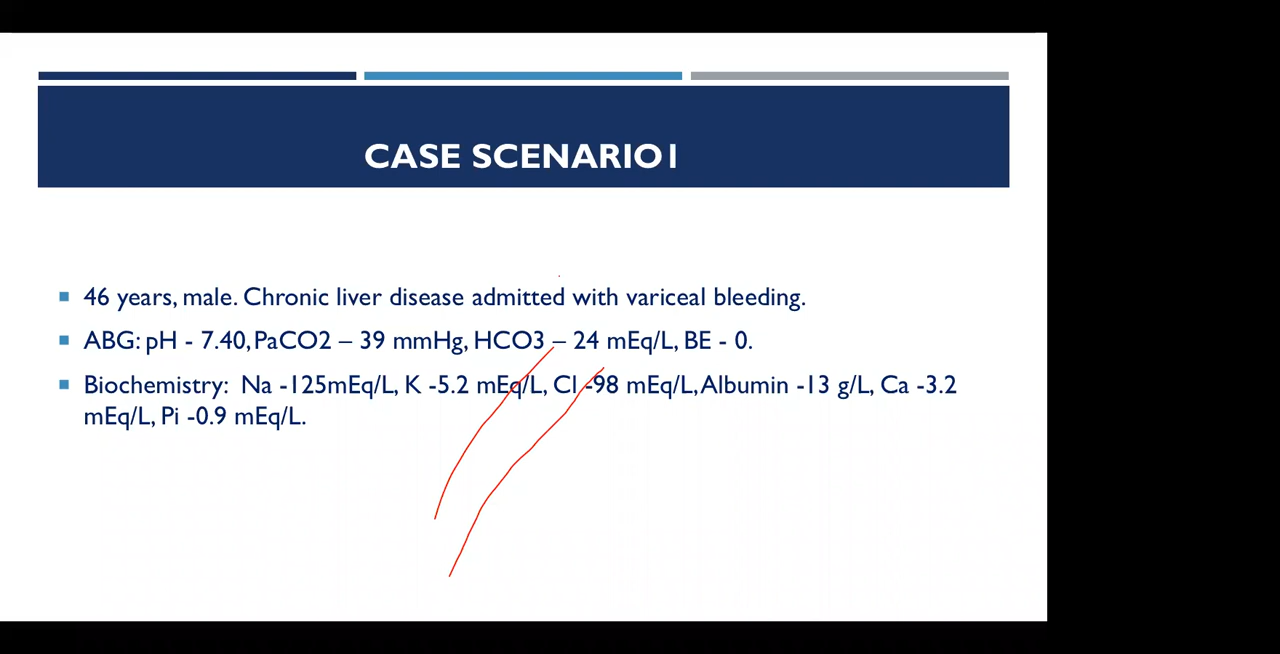 CASE SCENARIO1
46 years, male. Chronic liver disease admitted with variceal bleeding.
ABG: pH - 7.40, PaCO2 – 39 mmHg, HCO3 – 24 mEq/L, BE - 0.
Biochemistry: Na -125mEq/L, K -5.2 mEq/L, Cl -98 mEq/L, Albumin -13 g/L, Ca -3.2
mEq/L, Pi -0.9 mEq/L.